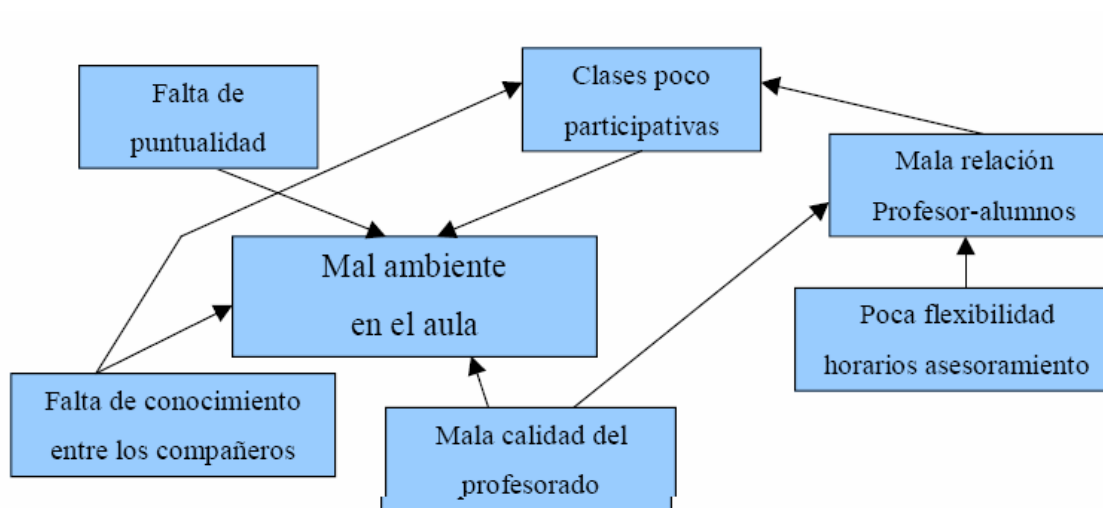 Falta de
puntualidad
Clases poco
participativas
Mala relación
Profesor-alumnos
Mal ambiente
en el aula
Poca flexibilidad
horarios asesoramiento
Falta de conocimiento
entre los compañeros
Mala calidad del
profesorado